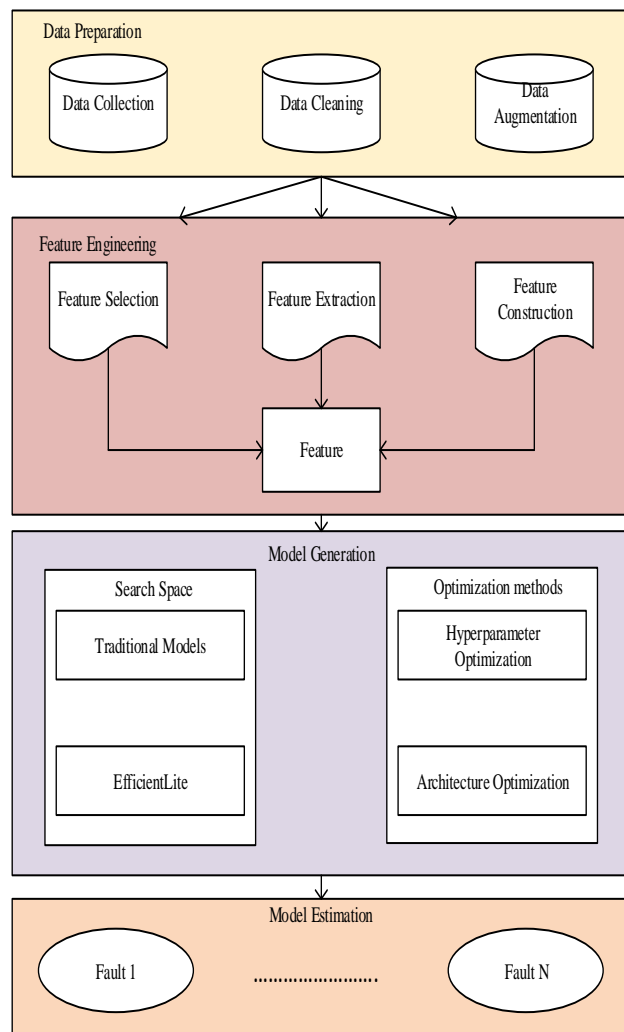 Data Preparation
Data Collection
Data Cleaning
Data
Augmentation
Feature Engineering
Feature Selection
Feature Extraction
Feature
Construction
Feature
Model Generation
Search Space
Traditional Models
EfficientLite
Optimization methods
Hyperparameter
Optimization
Architecture Optimization
Model Estimation
Fault 1
........................
Fault N